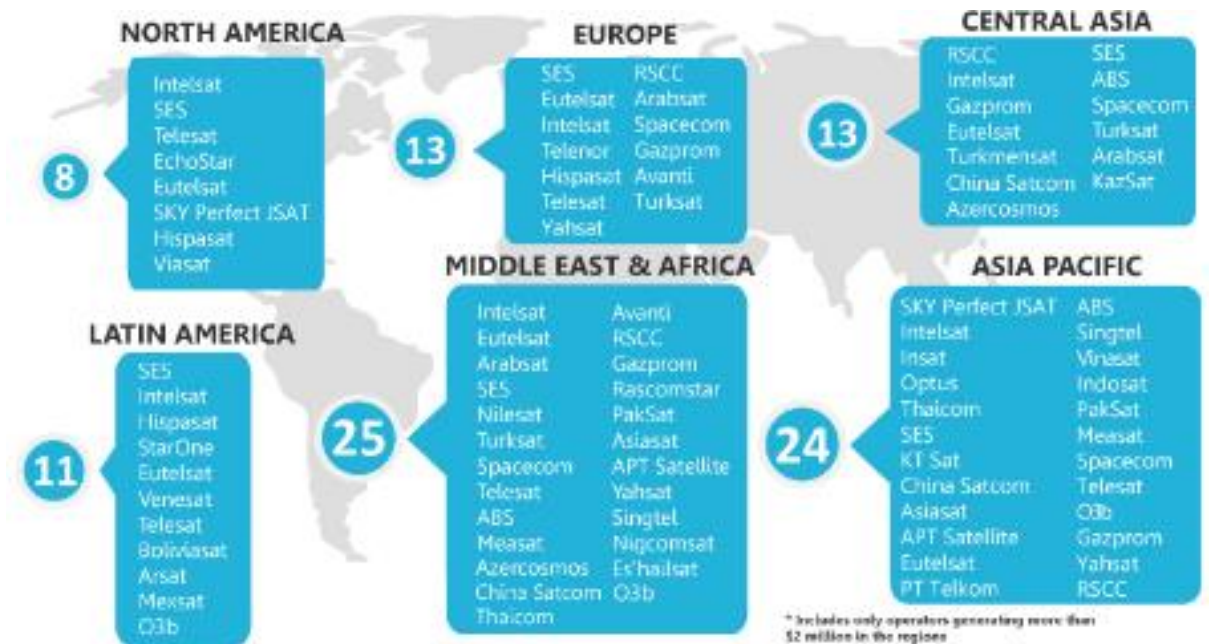 NORTH AMERICA
8
Intelsat
SES
Telesat
EchoStar
Eutelsat
SKY Perfect JSAT
Hispasat
Viasat
EUROPE
13
SES RSCC
Eutelsat Arabsat
Intelsat Spacecom
Telenor Gazprom
Hispasat Avanti
Telesat Turksat
Yahsat
CENTRAL ASIA
13
RSCC SES
Intelsat ABS
Gazprom Spacecom
Eutelsat Turksat
Turkmensat Arabsat
China Satcom KazSat
Azercosmos
LATIN AMERICA
11
SES
Intelsat
Hispasat
StarOne
Eutelsat
Venesat
Telesat
Boliviasat
Arsat
Mexsat
O3b
MIDDLE EAST & AFRICA
25
Intelsat Avanti
Eutelsat RSCC
Arabsat Gazprom
SES Rascomstar
Nilesat PakSat
Turksat Asiasat
Spacecom APT Satellite
Telesat Yahsat
ABS Singtel
Measat Nigcomsat
Azercosmos Es'hailsat
China Satcom O3b
Thaicom
ASIA PACIFIC
24
SKY Perfect JSAT ABS
Intelsat Singtel
Insat Vinasat
Optus Indosat
Thaicom PakSat
SES Measat
KT Sat Spacecom
China Satcom Telesat
Asiasat O3b
APT Satellite Gazprom
Eutelsat Yahsat
PT Telkom RSCC
* Includes only operators generating more than
$2 million in the regions